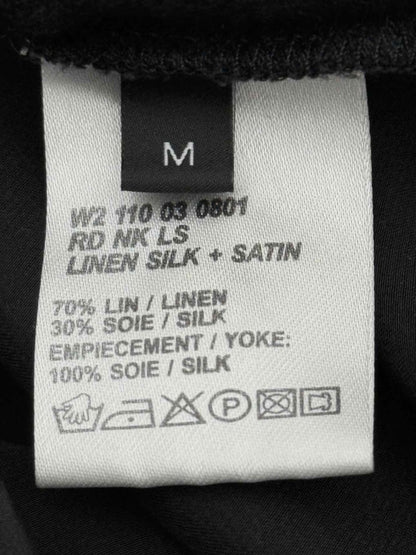 M
W2 110 03 0801
RD NK LS
LINEN SILK + SATIN
70% LIN / LINEN
30% SOIE / SILK
EMPIECEMENT / YOKE:
100% SOIE / SILK
P